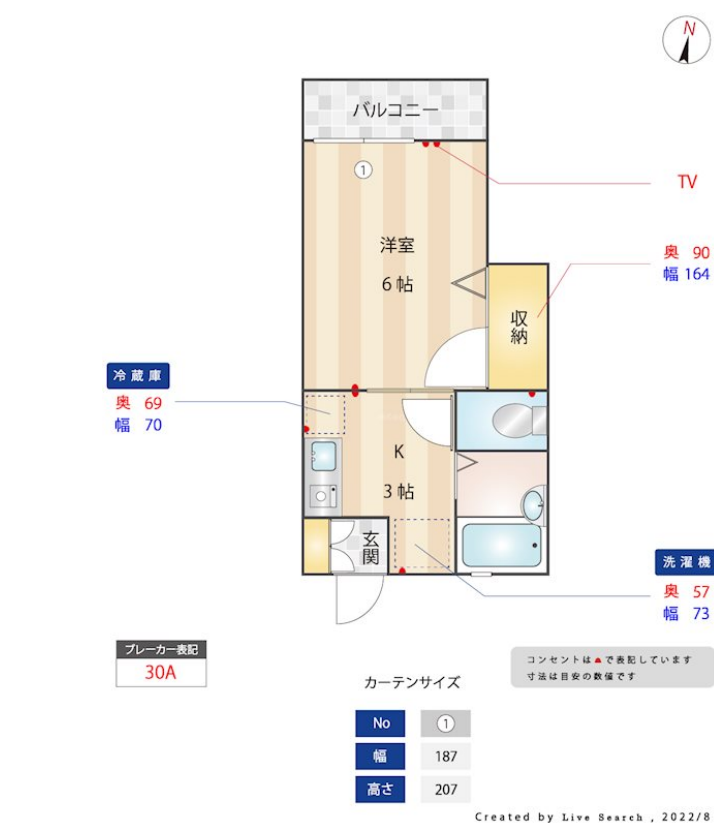 N
バルコニー
①
TV
洋室
6 帖
奥 90
幅 164
収納
冷蔵庫
奥 69
幅 70
K
3 帖
玄関
洗濯機
奥 57
幅 73
ブレーカー表記
30A
コンセントは▲で表記しています
寸法は目安の数値です
カーテンサイズ
No ①
幅 187
高さ 207
Created by Live Search , 2022/8